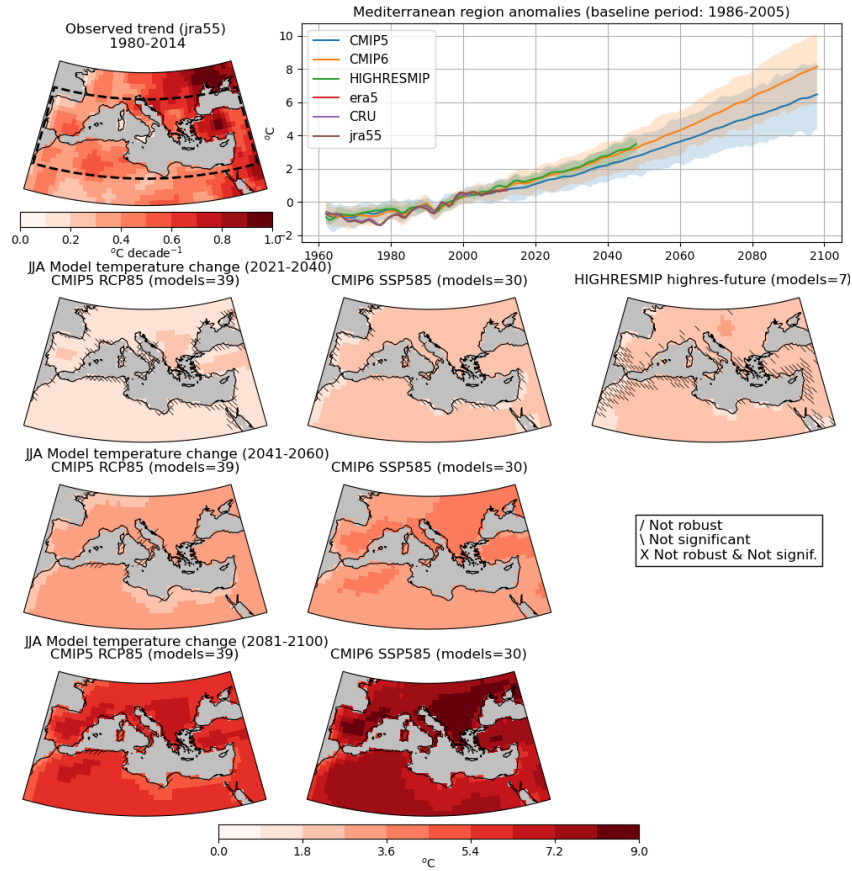 Observed trend (jra55)
1980-2014
0.0 0.2 0.4 0.6 0.8 1.0
°C decade⁻¹
Mediterranean region anomalies (baseline period: 1986-2005)
CMIP5
CMIP6
HIGHRESMIP
era5
CRU
jra55
10
8
6
4
2
0
−2
°C
1960 1980 2000 2020 2040 2060 2080 2100
JJA Model temperature change (2021-2040)
CMIP5 RCP85 (models=39)
CMIP6 SSP585 (models=30)
HIGHRESMIP highres-future (models=7)
JJA Model temperature change (2041-2060)
CMIP5 RCP85 (models=39)
CMIP6 SSP585 (models=30)
/ Not robust
\ Not significant
X Not robust & Not signif.
JJA Model temperature change (2081-2100)
CMIP5 RCP85 (models=39)
CMIP6 SSP585 (models=30)
0.0 1.8 3.6 5.4 7.2 9.0
°C